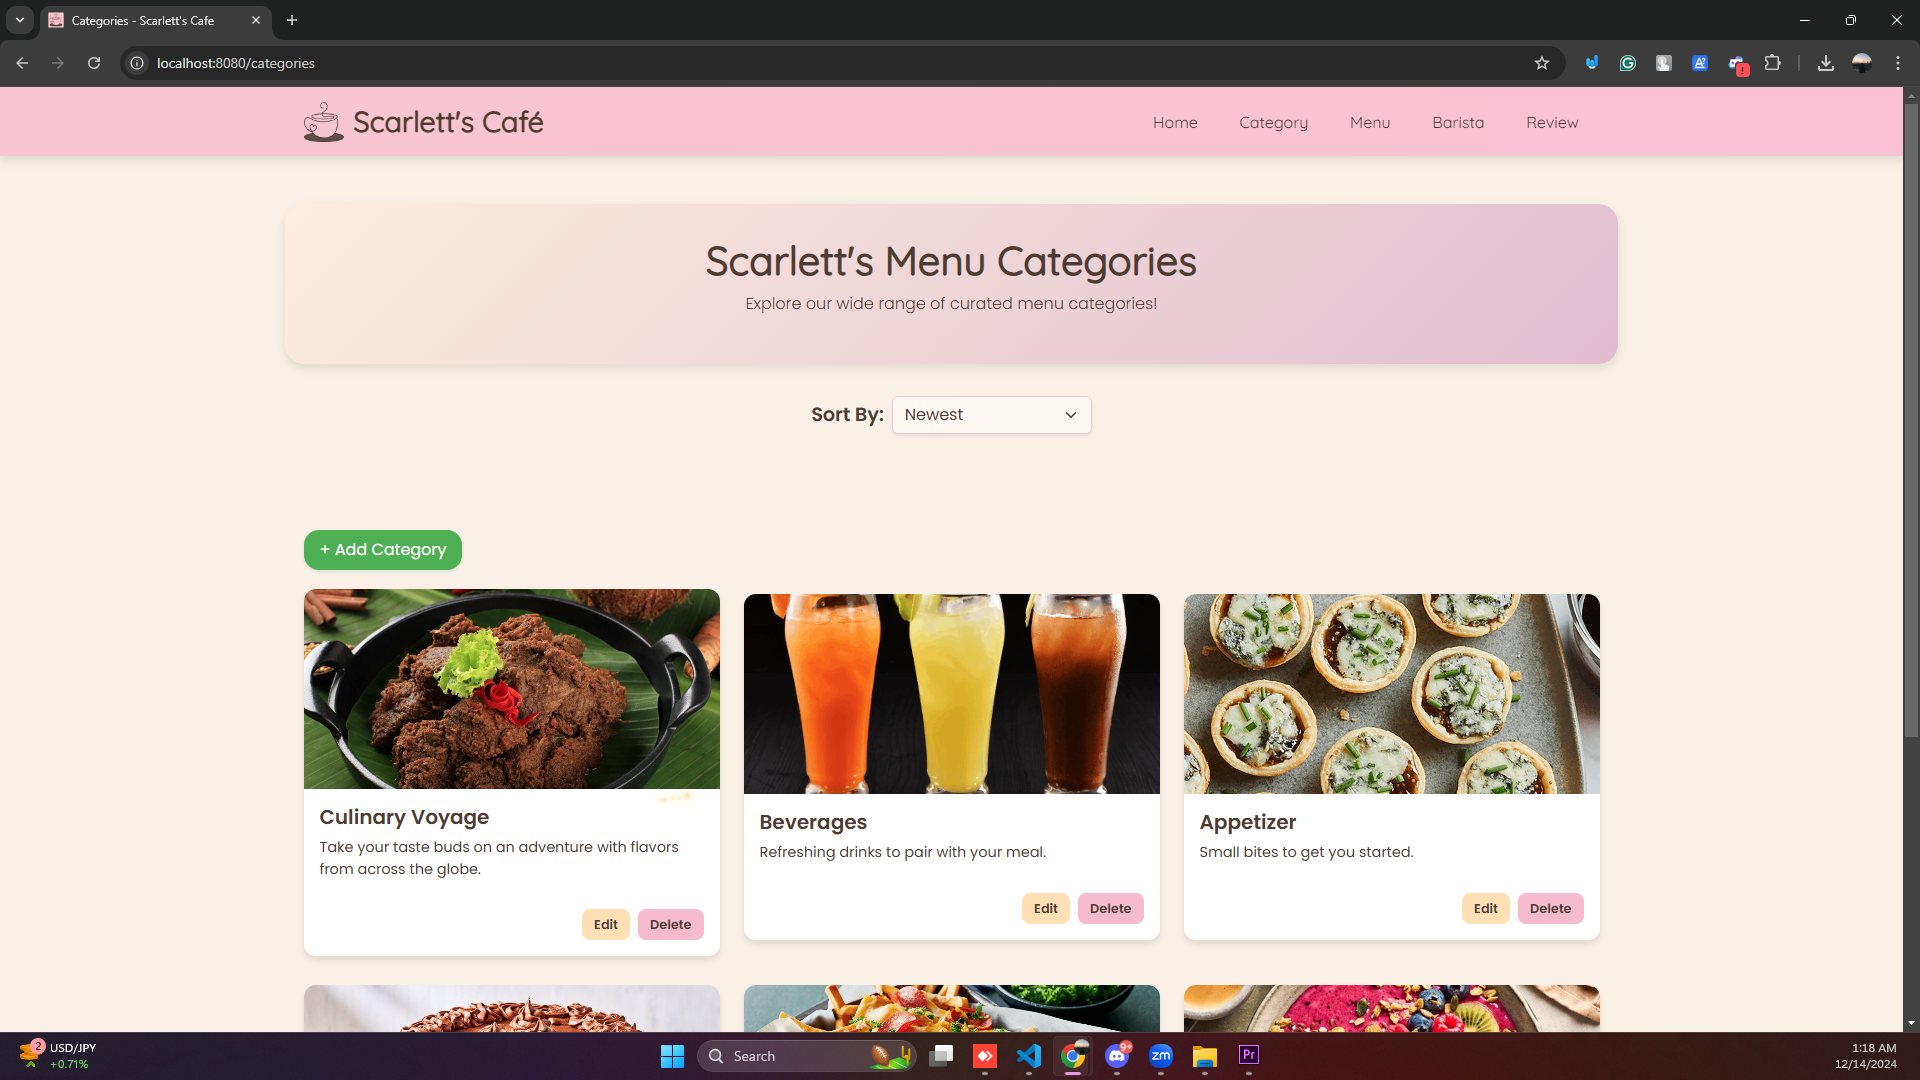 Categories - Scarlett's Cafe
localhost:8080/categories
Scarlett's Café
Home
Category
Menu
Barista
Review
Scarlett's Menu Categories
Explore our wide range of curated menu categories!
Sort By: Newest
+ Add Category
Culinary Voyage
Take your taste buds on an adventure with flavors
from across the globe.
Edit
Delete
Beverages
Refreshing drinks to pair with your meal.
Edit
Delete
Appetizer
Small bites to get you started.
Edit
Delete
2
USD/JPY
+0.71%
Search
9+
zm
Pr
1:18 AM
12/14/2024